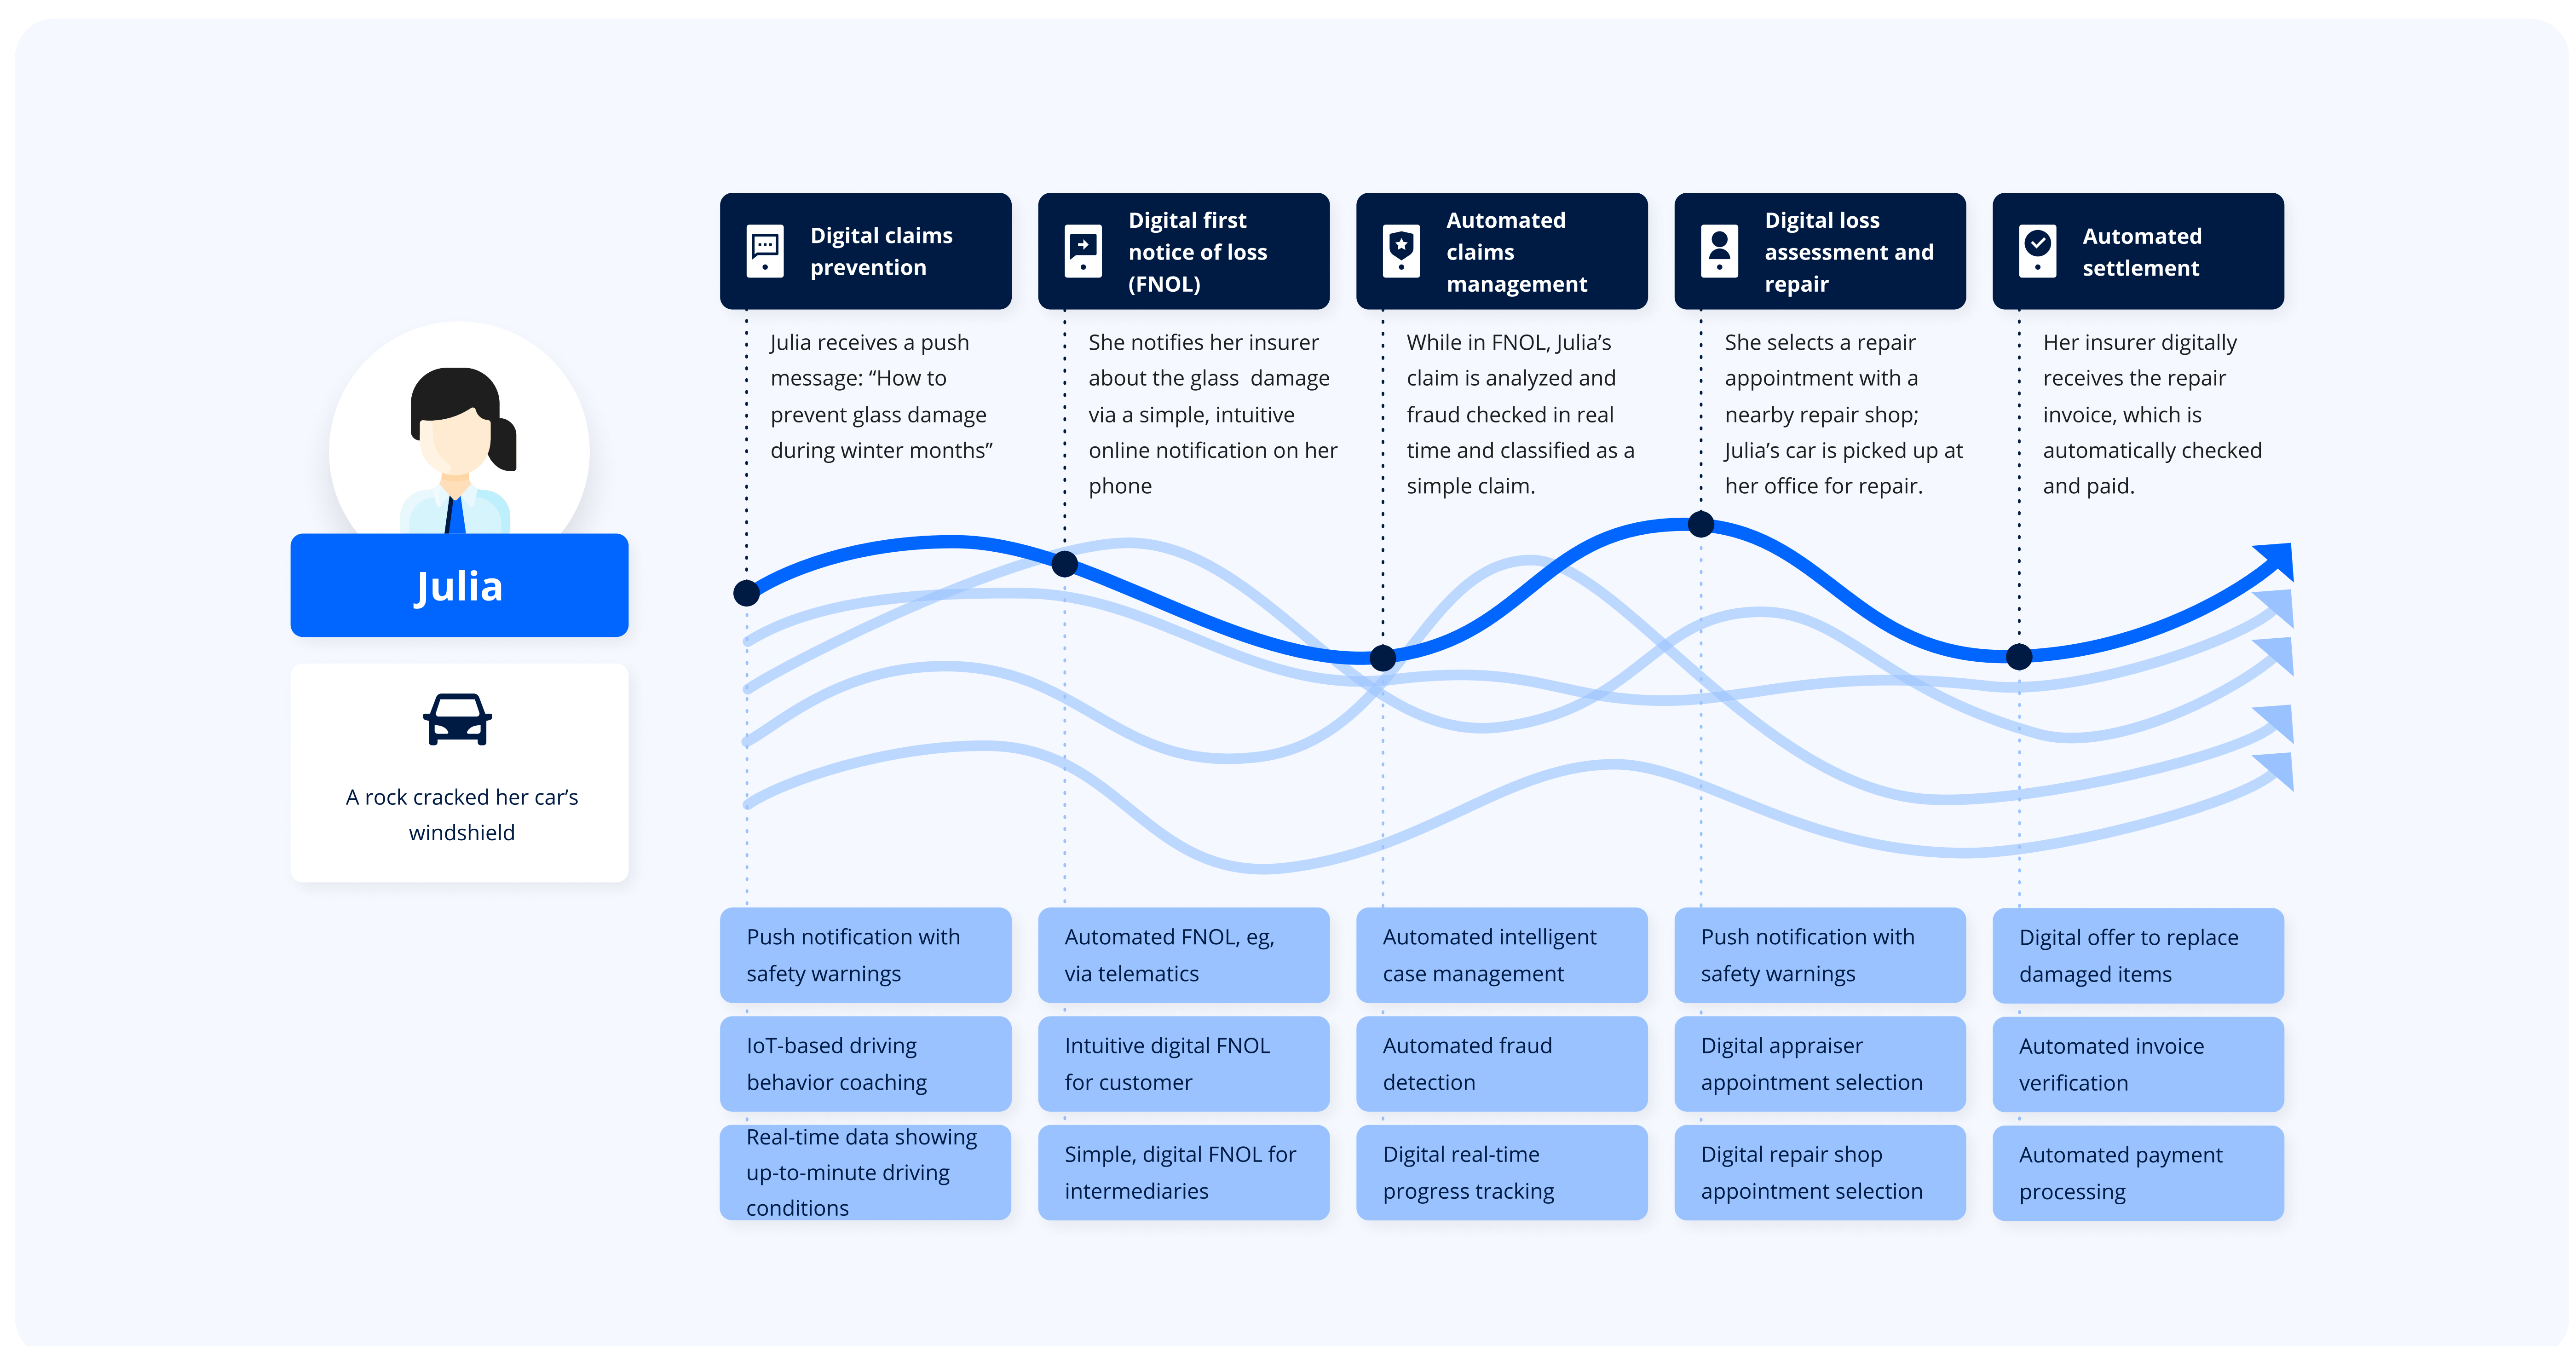 Julia
A rock cracked her car’s
windshield
Digital claims
prevention
Julia receives a push
message: “How to
prevent glass damage
during winter months”
Digital first
notice of loss
(FNOL)
She notifies her insurer
about the glass  damage
via a simple, intuitive
online notification on her
phone
Automated
claims
management
While in FNOL, Julia’s
claim is analyzed and
fraud checked in real
time and classified as a
simple claim.
Digital loss
assessment and
repair
She selects a repair
appointment with a
nearby repair shop;
Julia’s car is picked up at
her office for repair.
Automated
settlement
Her insurer digitally
receives the repair
invoice, which is
automatically checked
and paid.
Push notification with
safety warnings
IoT-based driving
behavior coaching
Real-time data showing
up-to-minute driving
conditions
Automated FNOL, eg,
via telematics
Intuitive digital FNOL
for customer
Simple, digital FNOL for
intermediaries
Automated intelligent
case management
Automated fraud
detection
Digital real-time
progress tracking
Push notification with
safety warnings
Digital appraiser
appointment selection
Digital repair shop
appointment selection
Digital offer to replace
damaged items
Automated invoice
verification
Automated payment
processing